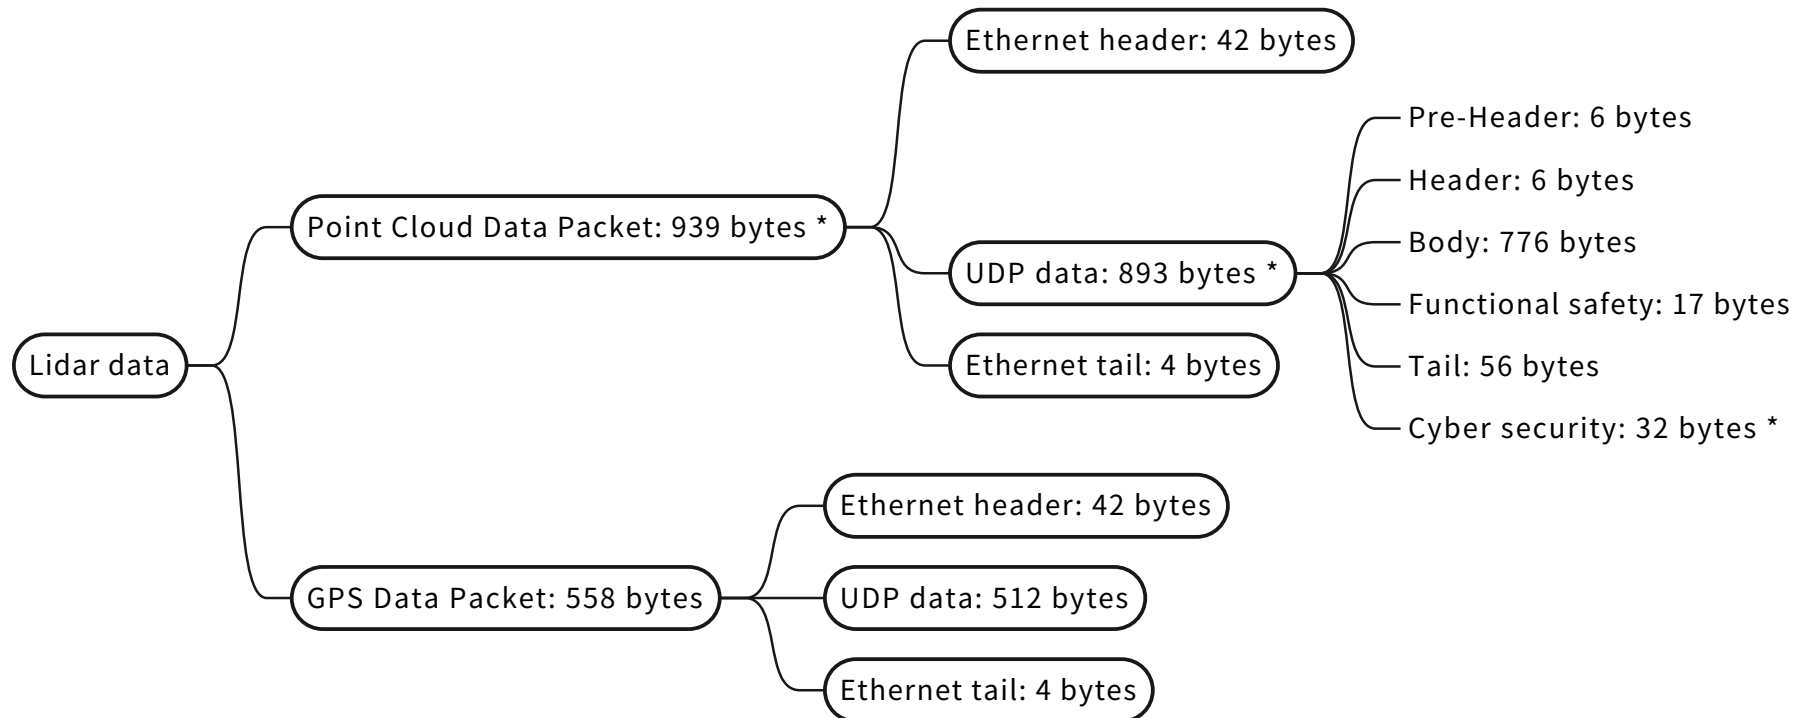 Lidar data
Point Cloud Data Packet: 939 bytes *
Ethernet header: 42 bytes
UDP data: 893 bytes *
Pre-Header: 6 bytes
Header: 6 bytes
Body: 776 bytes
Functional safety: 17 bytes
Tail: 56 bytes
Cyber security: 32 bytes *
Ethernet tail: 4 bytes
GPS Data Packet: 558 bytes
Ethernet header: 42 bytes
UDP data: 512 bytes
Ethernet tail: 4 bytes